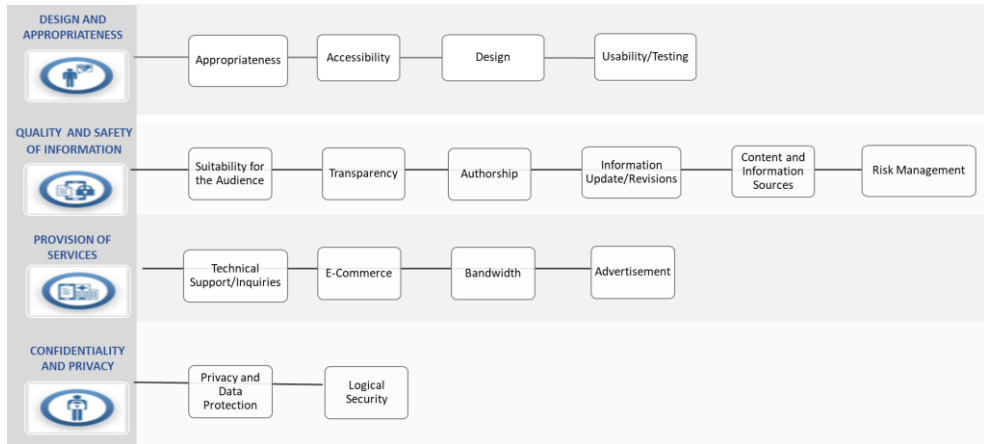 DESIGN AND
APPROPRIATENESS
Appropriateness
Accessibility
Design
Usability/Testing
QUALITY AND SAFETY
OF INFORMATION
Suitability for
the Audience
Transparency
Authorship
Information
Update/Revisions
Content and
Information
Sources
Risk Management
PROVISION OF
SERVICES
Technical
Support/Inquiries
E-Commerce
Bandwidth
Advertisement
CONFIDENTIALITY
AND PRIVACY
Privacy and
Data
Protection
Logical
Security